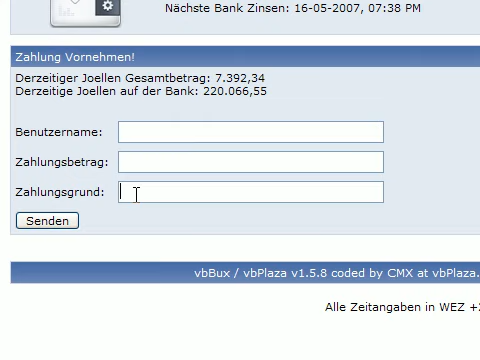 Nächste Bank Zinsen: 16-05-2007, 07:38 PM
Zahlung Vornehmen!
Derzeitiger Joellen Gesamtbetrag: 7.392,34
Derzeitige Joellen auf der Bank: 220.066,55
Benutzername:
Zahlungsbetrag:
Zahlungsgrund:
Senden
vbBux / vbPlaza v1.5.8 coded by CMX at vbPlaza.
Alle Zeitangaben in WEZ +2